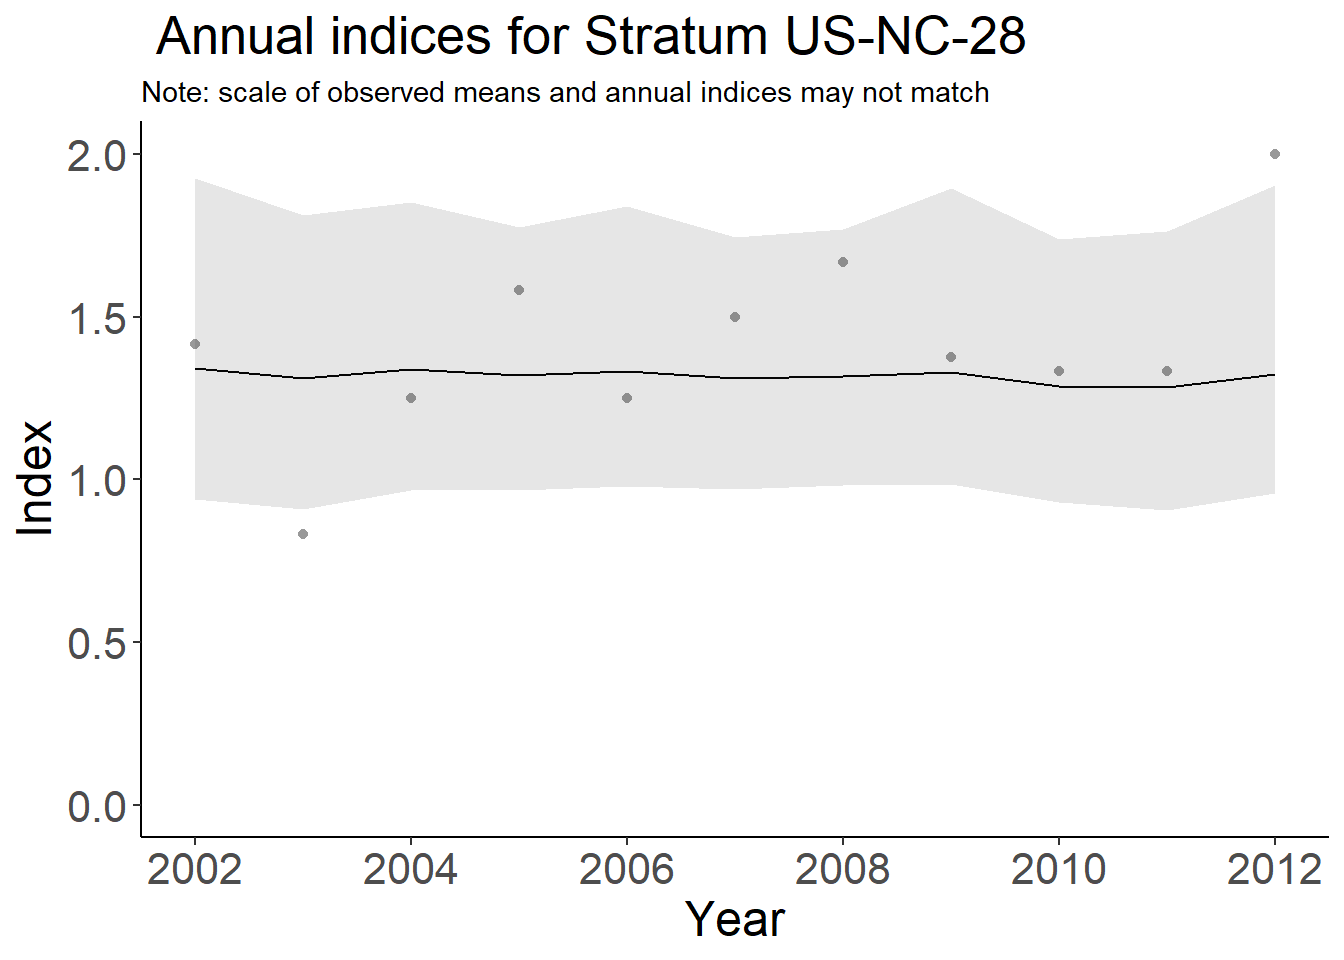 Annual indices for Stratum US-NC-28
Note: scale of observed means and annual indices may not match
2.0
1.5
1.0
0.5
0.0
Index
2002 2004 2006 2008 2010 2012
Year